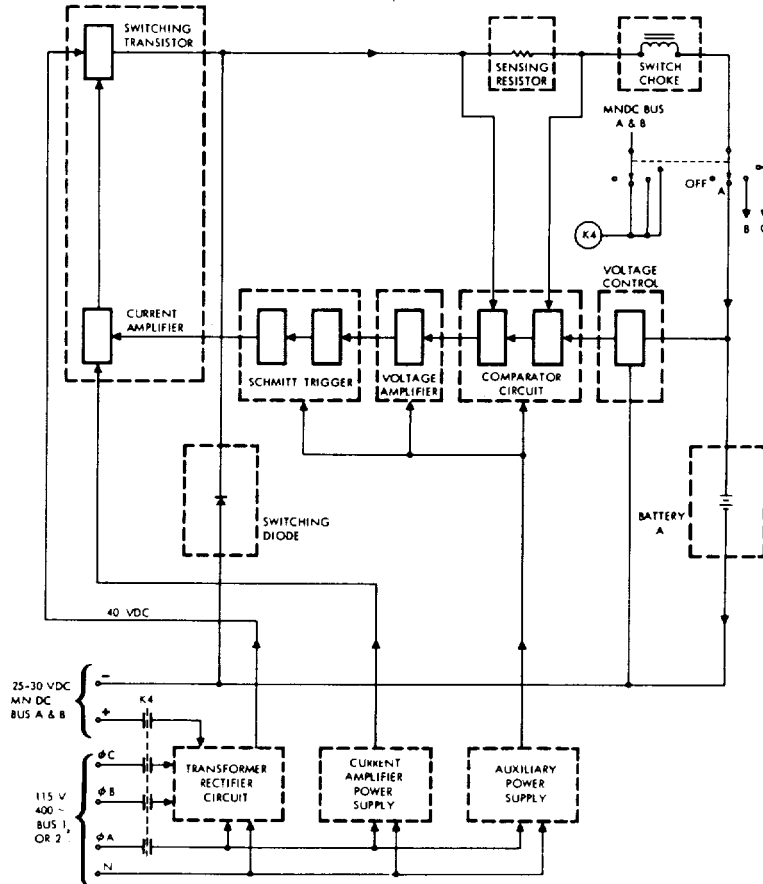 SWITCHING
TRANSISTOR
SENSING
RESISTOR
SWITCH
CHOKE
MNDC BUS
A & B
OFF
A
B
K4
VOLTAGE
CONTROL
CURRENT
AMPLIFIER
SCHMITT TRIGGER
VOLTAGE
AMPLIFIER
COMPARATOR
CIRCUIT
SWITCHING
DIODE
BATTERY
A
40 VDC
25-30 VDC
MN DC
BUS A & B
-
+
K4
115 V
400 ~
BUS 1,
OR 2
ϕC
ϕB
ϕA
N
TRANSFORMER
RECTIFIER
CIRCUIT
CURRENT
AMPLIFIER
POWER
SUPPLY
AUXILIARY
POWER
SUPPLY